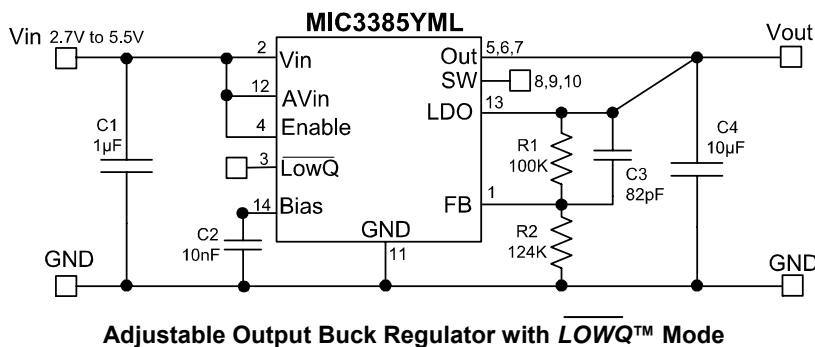 MIC3385YML
Vin 2.7V to 5.5V
Vout
2
Vin
Out
5,6,7
SW
8,9,10
12
AVin
LDO
13
4
Enable
C1
1µF
R1
100K
C3
82pF
C4
10µF
3
L̅o̅w̅Q̅
14
Bias
FB
1
C2
10nF
GND
11
R2
124K
GND
GND
Adjustable Output Buck Regulator with L̅O̅W̅Q̅™ Mode